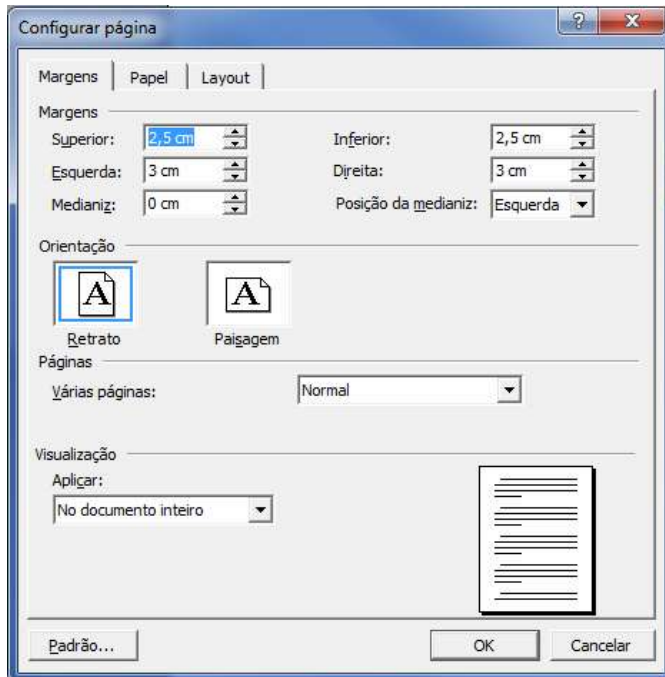 Configurar página
Margens Papel Layout
Margens
Superior: 2,5 cm Inferior: 2,5 cm
Esquerda: 3 cm Direita: 3 cm
Medianiz: 0 cm Posição da medianiz: Esquerda
Orientação
A A
Retrato Paisagem
Páginas
Várias páginas: Normal
Visualização
Aplicar:
No documento inteiro
Padrão... OK Cancelar